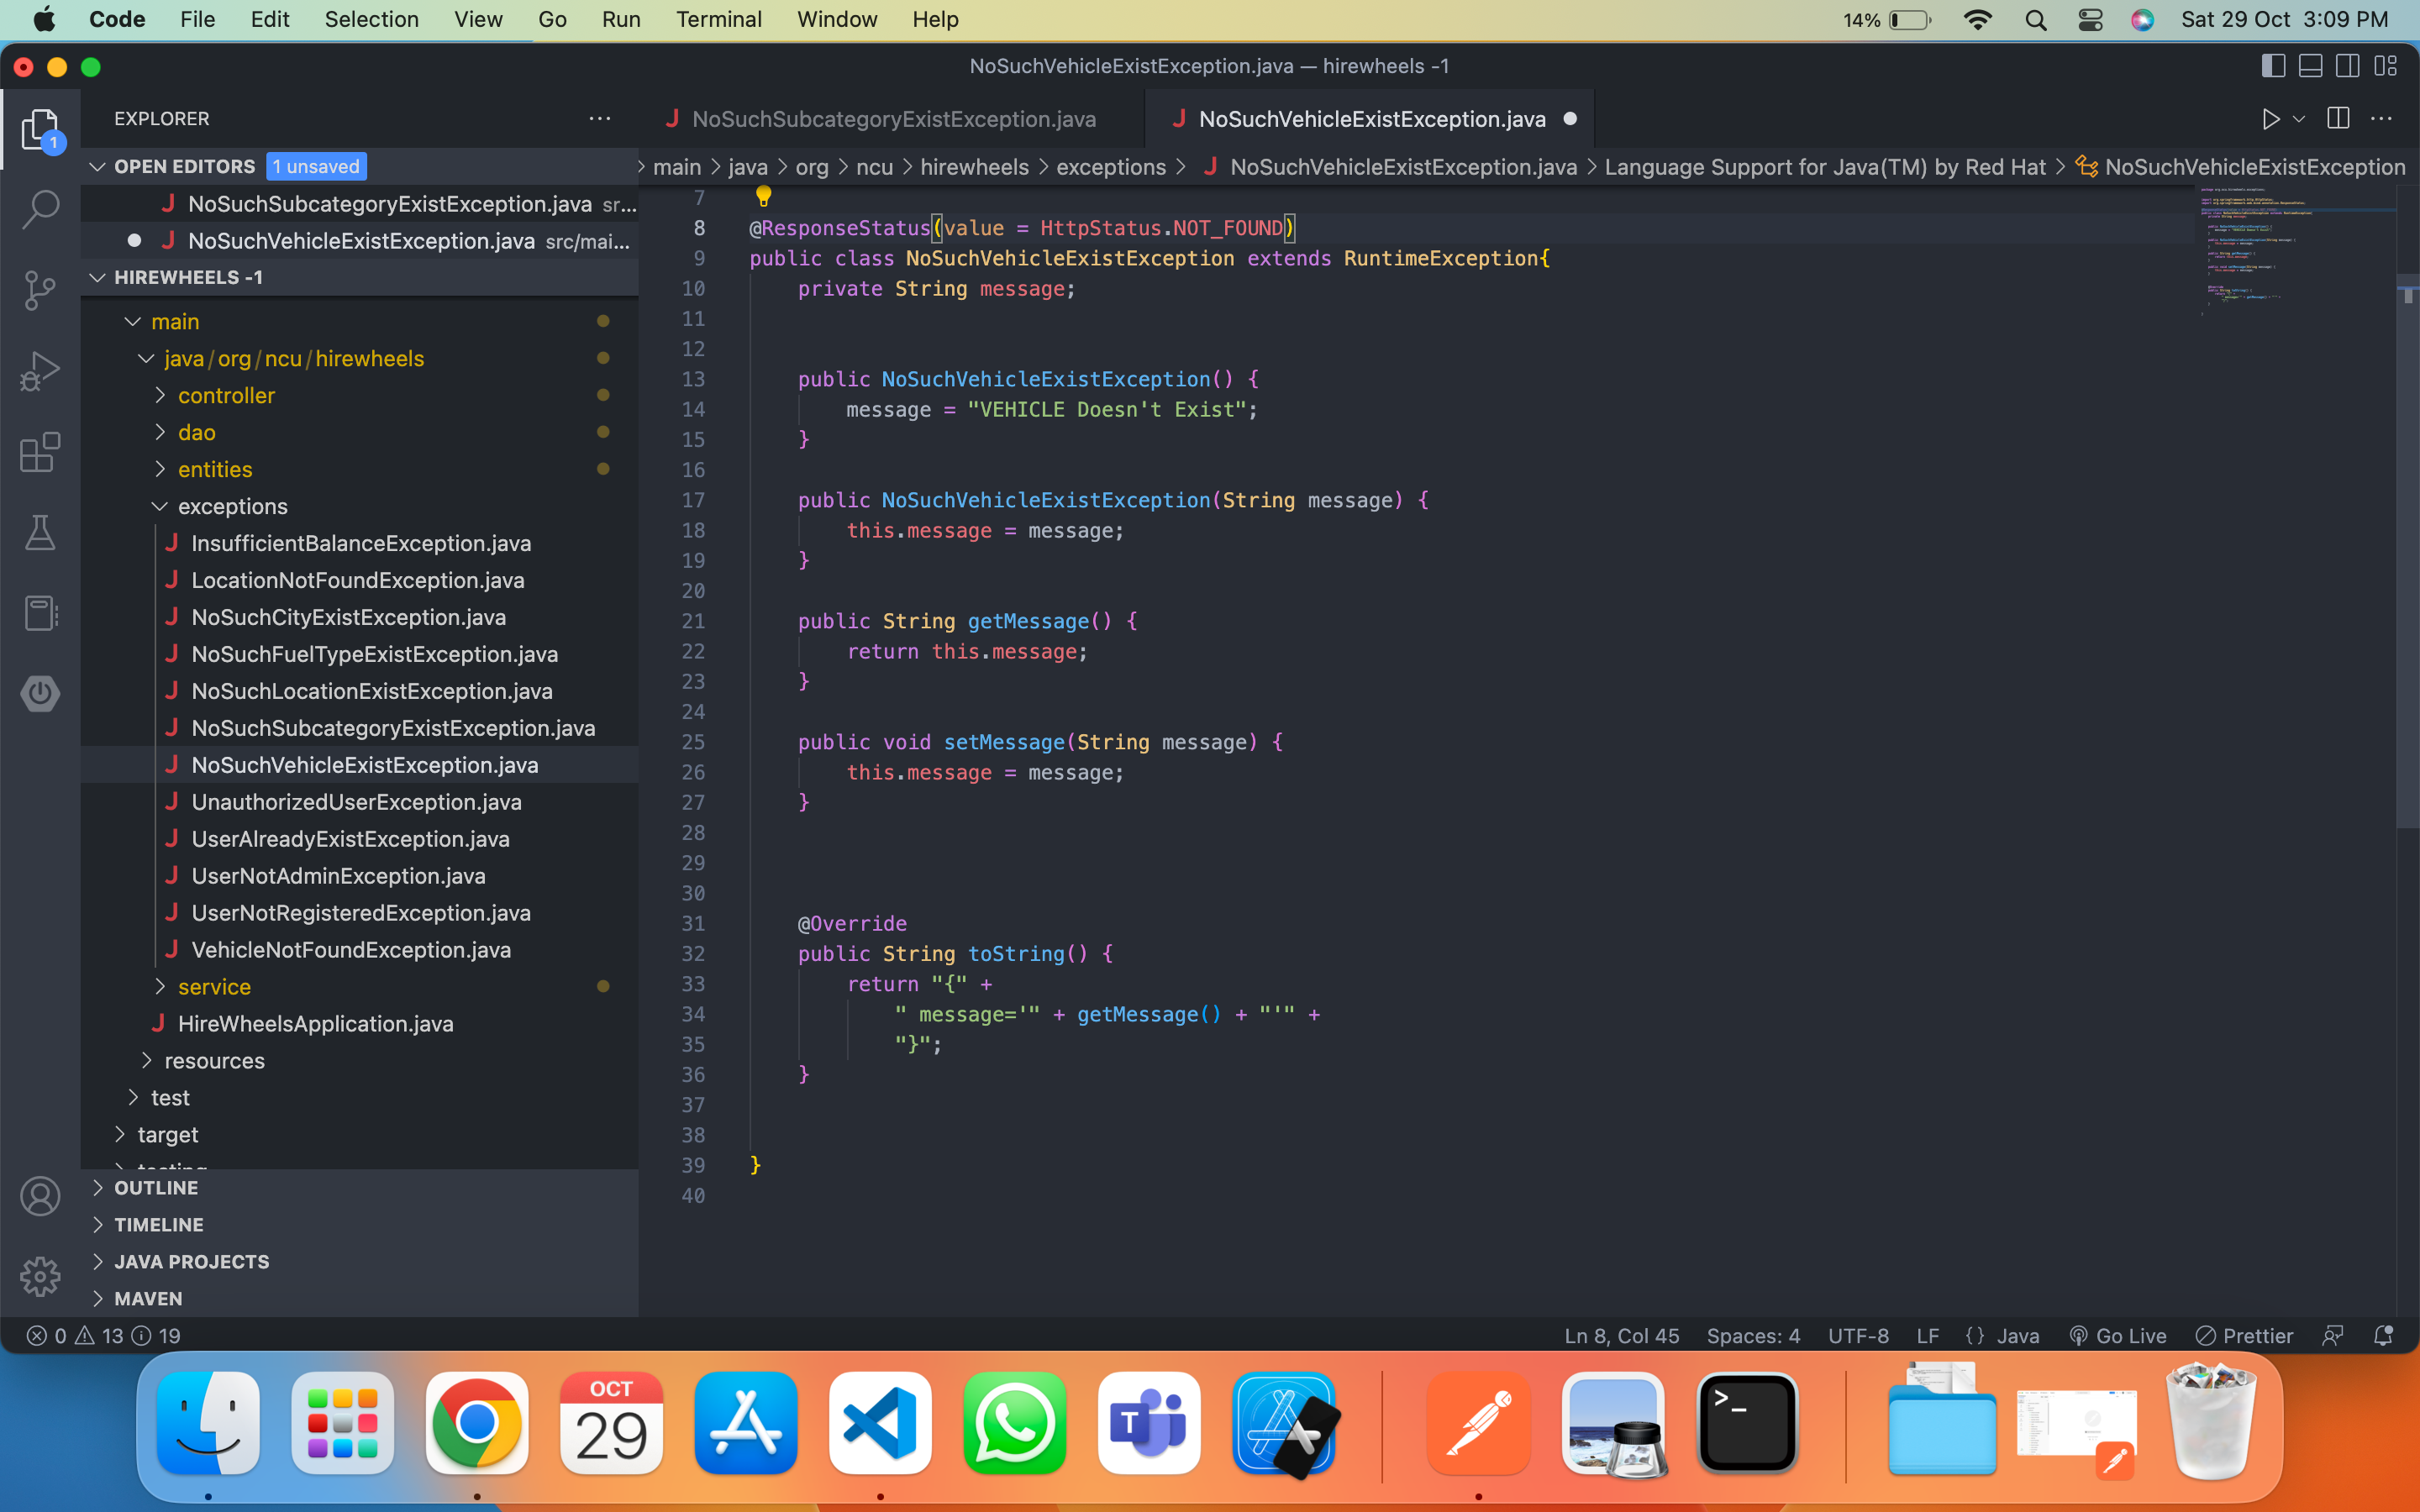 Code File Edit Selection View Go Run Terminal Window Help 14% Sat 29 Oct 3:09 PM
NoSuchVehicleExistException.java — hirewheels -1
EXPLORER
OPEN EDITORS 1 unsaved
NoSuchSubcategoryExistException.java sr...
NoSuchVehicleExistException.java src/mai...
HIREWHEELS -1
main
java/org/ncu/hirewheels
controller
dao
entities
exceptions
InsufficientBalanceException.java
LocationNotFoundException.java
NoSuchCityExistException.java
NoSuchFuelTypeExistException.java
NoSuchLocationExistException.java
NoSuchSubcategoryExistException.java
NoSuchVehicleExistException.java
UnauthorizedUserException.java
UserAlreadyExistException.java
UserNotAdminException.java
UserNotRegisteredException.java
VehicleNotFoundException.java
service
HireWheelsApplication.java
resources
test
target
OUTLINE
TIMELINE
JAVA PROJECTS
MAVEN
1
NoSuchSubcategoryExistException.java NoSuchVehicleExistException.java
main > java > org > ncu > hirewheels > exceptions > NoSuchVehicleExistException.java > Language Support for Java(TM) by Red Hat > NoSuchVehicleExistException
7
8 @ResponseStatus(value = HttpStatus.NOT_FOUND)
9 public class NoSuchVehicleExistException extends RuntimeException{
10 private String message;
11
12
13 public NoSuchVehicleExistException() {
14 message = "VEHICLE Doesn't Exist";
15 }
16
17 public NoSuchVehicleExistException(String message) {
18 this.message = message;
19 }
20
21 public String getMessage() {
22 return this.message;
23 }
24
25 public void setMessage(String message) {
26 this.message = message;
27 }
28
29
30
31 @Override
32 public String toString() {
33 return "{" +
34 " message='" + getMessage() + "'" +
35 "}";
36 }
37
38
39 }
40
0 13 19 Ln 8, Col 45 Spaces: 4 UTF-8 LF {} Java Go Live Prettier
OCT
29
T
>_